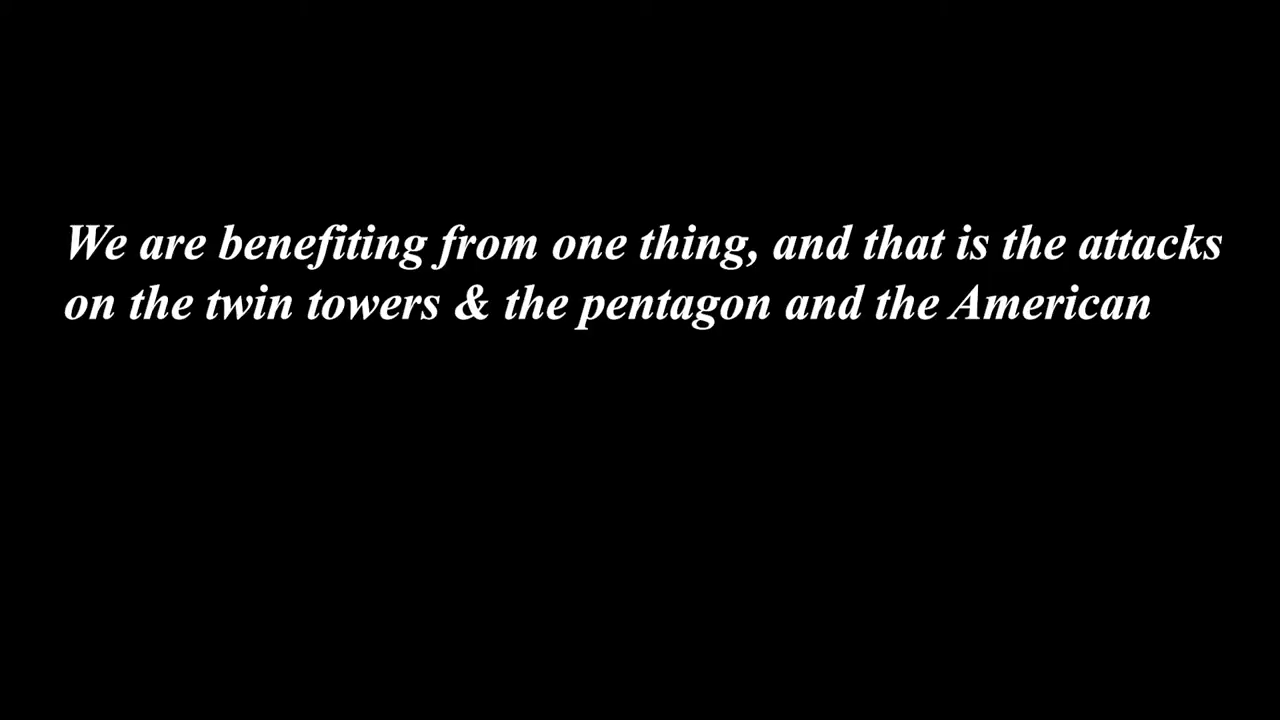 We are benefiting from one thing, and that is the attacks
on the twin towers & the pentagon and the American